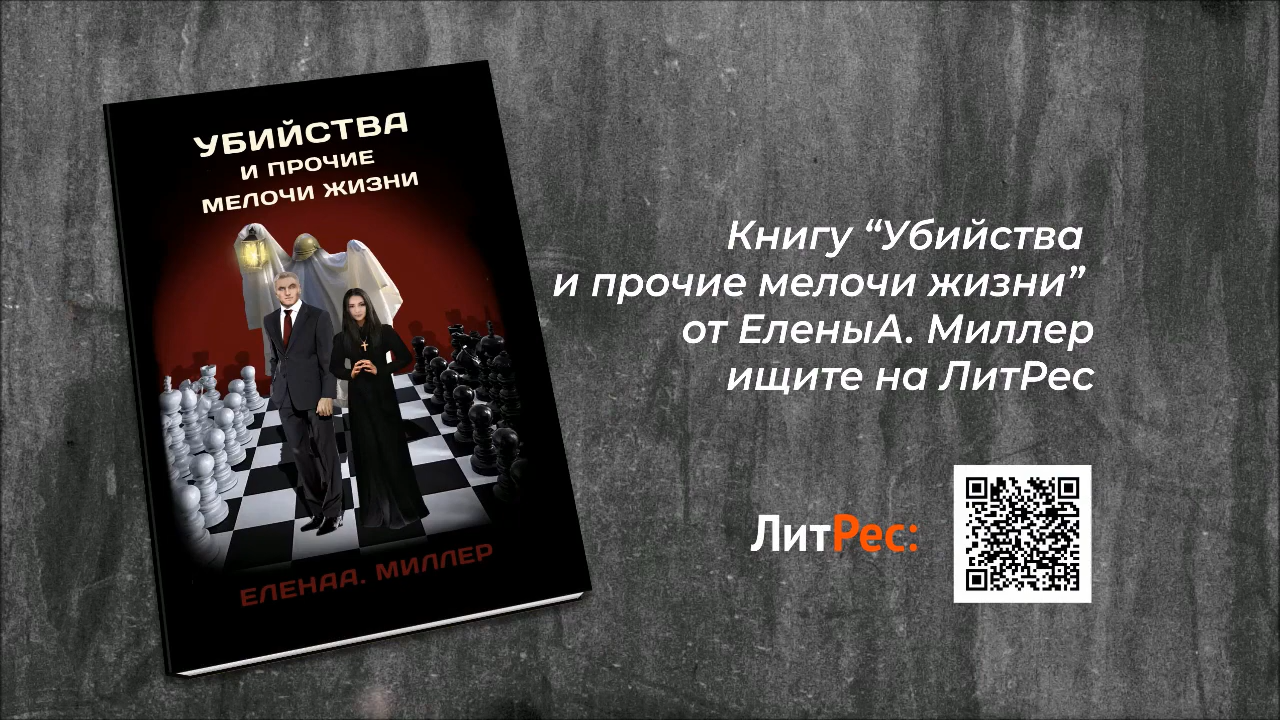 УБИЙСТВА
И ПРОЧИЕ
МЕЛОЧИ ЖИЗНИ
ЕЛЕНАА. МИЛЛЕР
Книгу “Убийства
и прочие мелочи жизни”
от ЕленыА. Миллер
ищите на ЛитРес
ЛитРес: